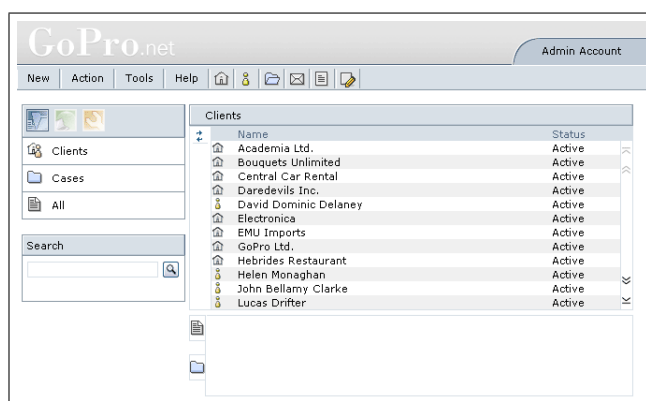 GoPro.net
Admin Account
New Action Tools Help
Clients
Cases
All
Search
Clients
Name Status
Academia Ltd. Active
Bouquets Unlimited Active
Central Car Rental Active
Daredevils Inc. Active
David Dominic Delaney Active
Electronica Active
EMU Imports Active
GoPro Ltd. Active
Hebrides Restaurant Active
Helen Monaghan Active
John Bellamy Clarke Active
Lucas Drifter Active